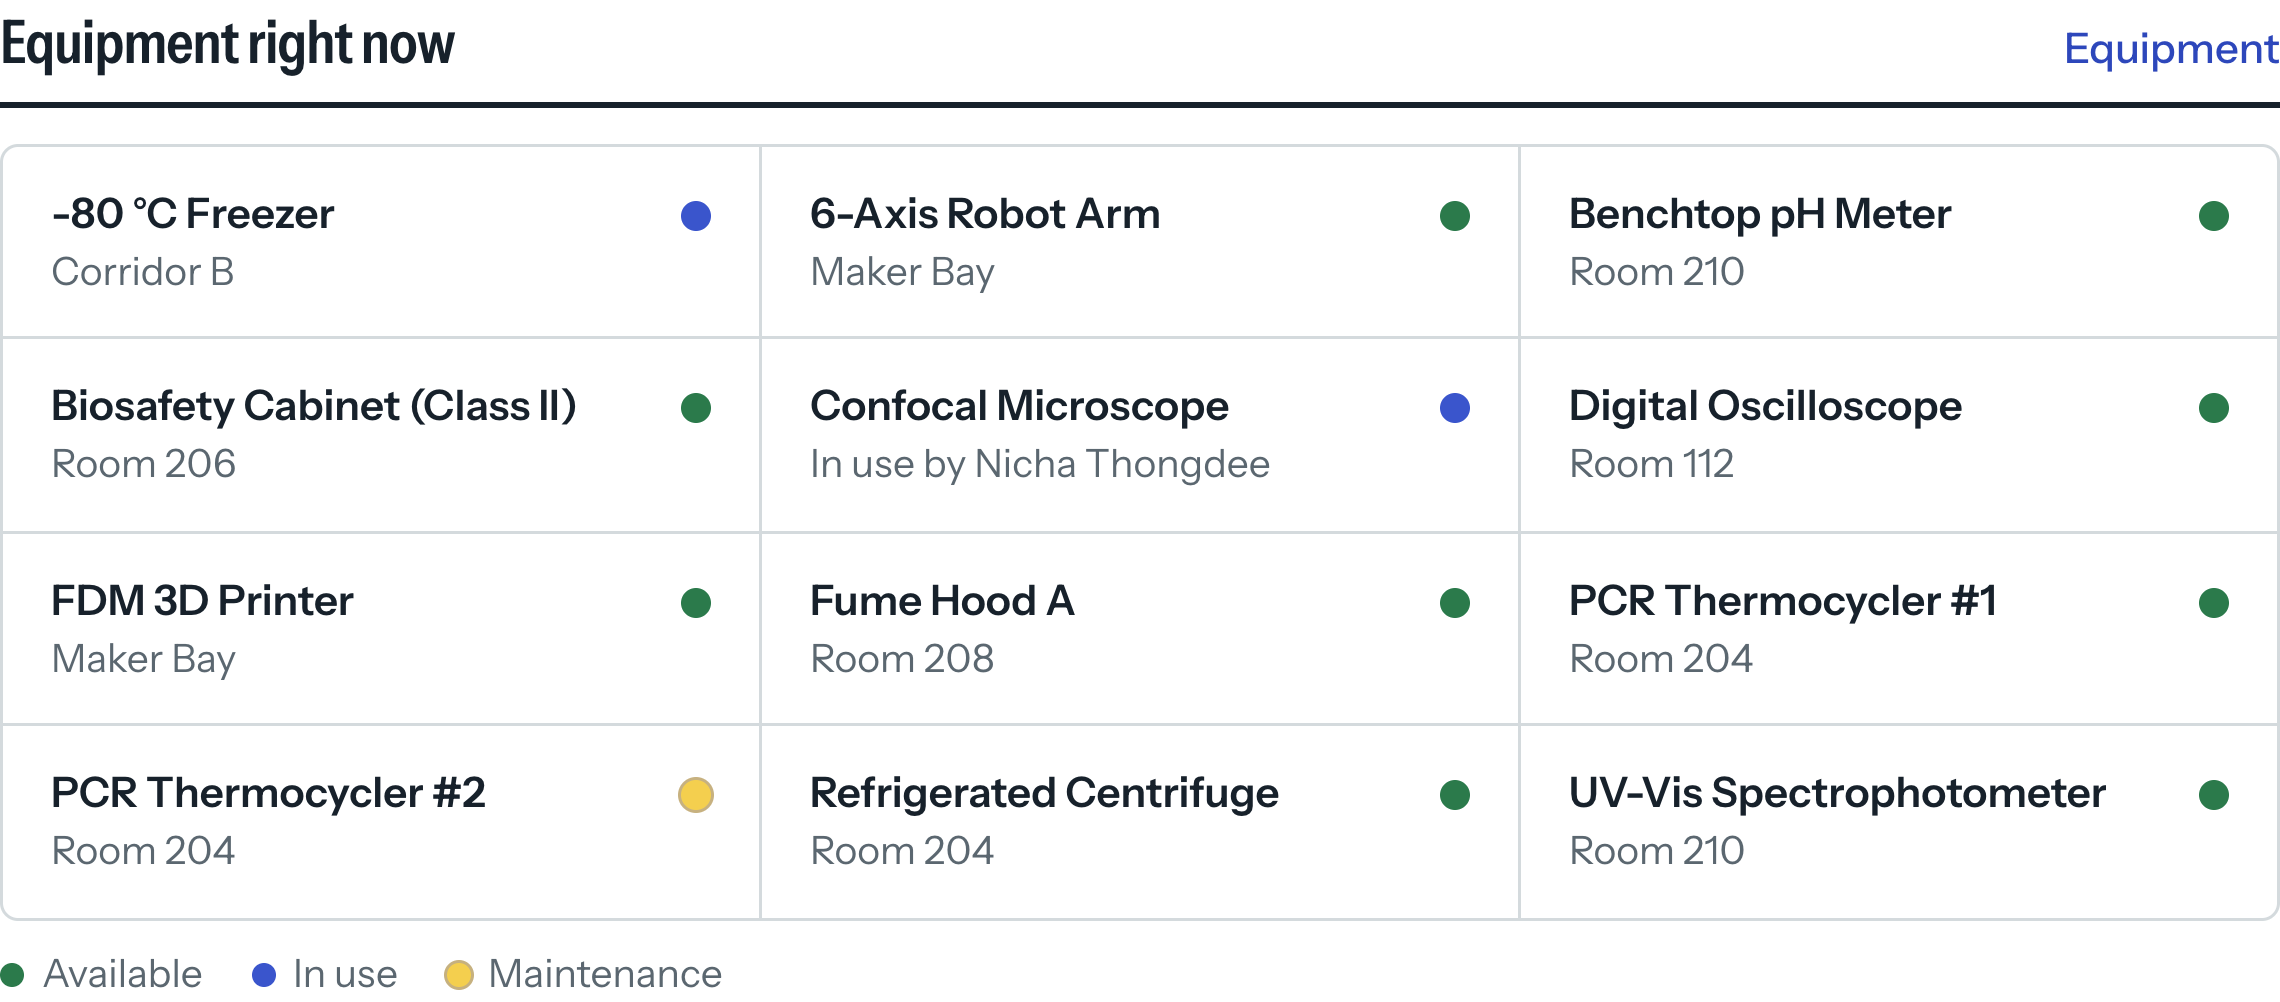 Equipment right now
Equipment
-80 °C Freezer
Corridor B
6-Axis Robot Arm
Maker Bay
Benchtop pH Meter
Room 210
Biosafety Cabinet (Class II)
Room 206
Confocal Microscope
In use by Nicha Thongdee
Digital Oscilloscope
Room 112
FDM 3D Printer
Maker Bay
Fume Hood A
Room 208
PCR Thermocycler #1
Room 204
PCR Thermocycler #2
Room 204
Refrigerated Centrifuge
Room 204
UV-Vis Spectrophotometer
Room 210
Available
In use
Maintenance